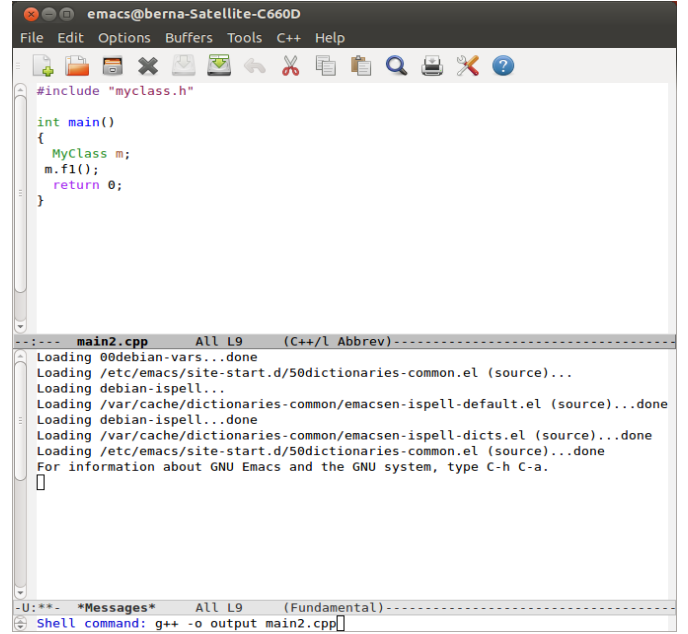 emacs@berna-Satellite-C660D
File Edit Options Buffers Tools C++ Help
#include "myclass.h"
int main()
{
  MyClass m;
 m.f1();
  return 0;
}
--:---  main2.cpp      All L9     (C++/l Abbrev)------------------------------------
Loading 00debian-vars...done
Loading /etc/emacs/site-start.d/50dictionaries-common.el (source)...
Loading debian-ispell...
Loading /var/cache/dictionaries-common/emacsen-ispell-default.el (source)...done
Loading debian-ispell...done
Loading /var/cache/dictionaries-common/emacsen-ispell-dicts.el (source)...done
Loading /etc/emacs/site-start.d/50dictionaries-common.el (source)...done
For information about GNU Emacs and the GNU system, type C-h C-a.
-U:**-  *Messages*     All L9     (Fundamental)-------------------------------------
Shell command: g++ -o output main2.cpp